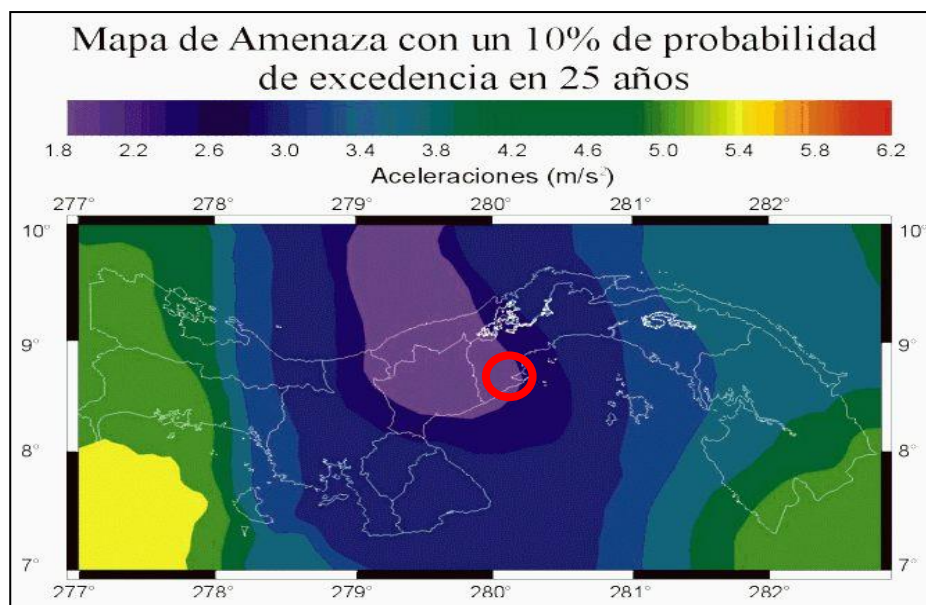 Mapa de Amenaza con un 10% de probabilidad
de excedencia en 25 años
1.8 2.2 2.6 3.0 3.4 3.8 4.2 4.6 5.0 5.4 5.8 6.2
Aceleraciones (m/s²)
277° 278° 279° 280° 281° 282°
10° 10°
9° 9°
8° 8°
7° 7°
277° 278° 279° 280° 281° 282°